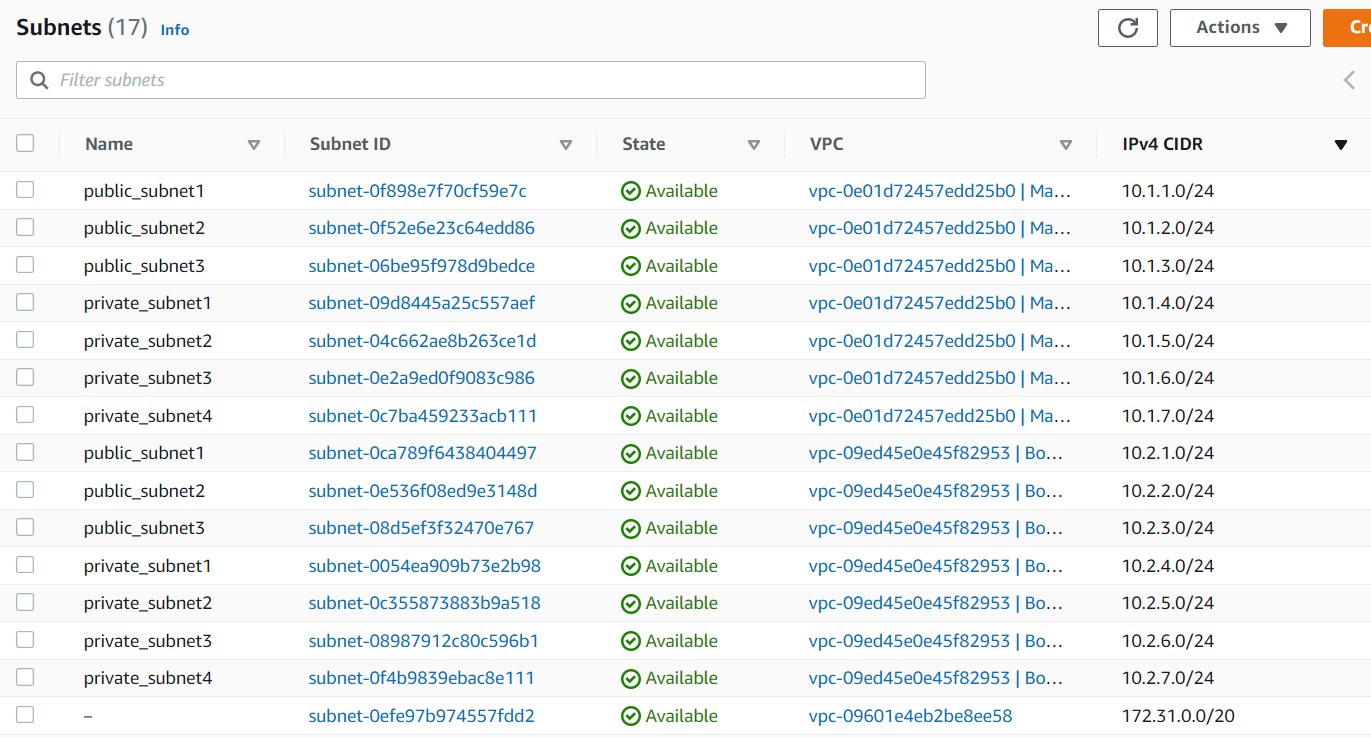 Subnets (17) Info
Actions
Cr
Filter subnets
Name Subnet ID State VPC IPv4 CIDR
public_subnet1 subnet-0f898e7f70cf59e7c Available vpc-0e01d72457edd25b0 | Ma... 10.1.1.0/24
public_subnet2 subnet-0f52e6e23c64edd86 Available vpc-0e01d72457edd25b0 | Ma... 10.1.2.0/24
public_subnet3 subnet-06be95f978d9bedce Available vpc-0e01d72457edd25b0 | Ma... 10.1.3.0/24
private_subnet1 subnet-09d8445a25c557aef Available vpc-0e01d72457edd25b0 | Ma... 10.1.4.0/24
private_subnet2 subnet-04c662ae8b263ce1d Available vpc-0e01d72457edd25b0 | Ma... 10.1.5.0/24
private_subnet3 subnet-0e2a9ed0f9083c986 Available vpc-0e01d72457edd25b0 | Ma... 10.1.6.0/24
private_subnet4 subnet-0c7ba459233acb111 Available vpc-0e01d72457edd25b0 | Ma... 10.1.7.0/24
public_subnet1 subnet-0ca789f6438404497 Available vpc-09ed45e0e45f82953 | Bo... 10.2.1.0/24
public_subnet2 subnet-0e536f08ed9e3148d Available vpc-09ed45e0e45f82953 | Bo... 10.2.2.0/24
public_subnet3 subnet-08d5ef3f32470e767 Available vpc-09ed45e0e45f82953 | Bo... 10.2.3.0/24
private_subnet1 subnet-0054ea909b73e2b98 Available vpc-09ed45e0e45f82953 | Bo... 10.2.4.0/24
private_subnet2 subnet-0c355873883b9a518 Available vpc-09ed45e0e45f82953 | Bo... 10.2.5.0/24
private_subnet3 subnet-08987912c80c596b1 Available vpc-09ed45e0e45f82953 | Bo... 10.2.6.0/24
private_subnet4 subnet-0f4b9839ebac8e111 Available vpc-09ed45e0e45f82953 | Bo... 10.2.7.0/24
– subnet-0efe97b974557fdd2 Available vpc-09601e4eb2be8ee58 172.31.0.0/20